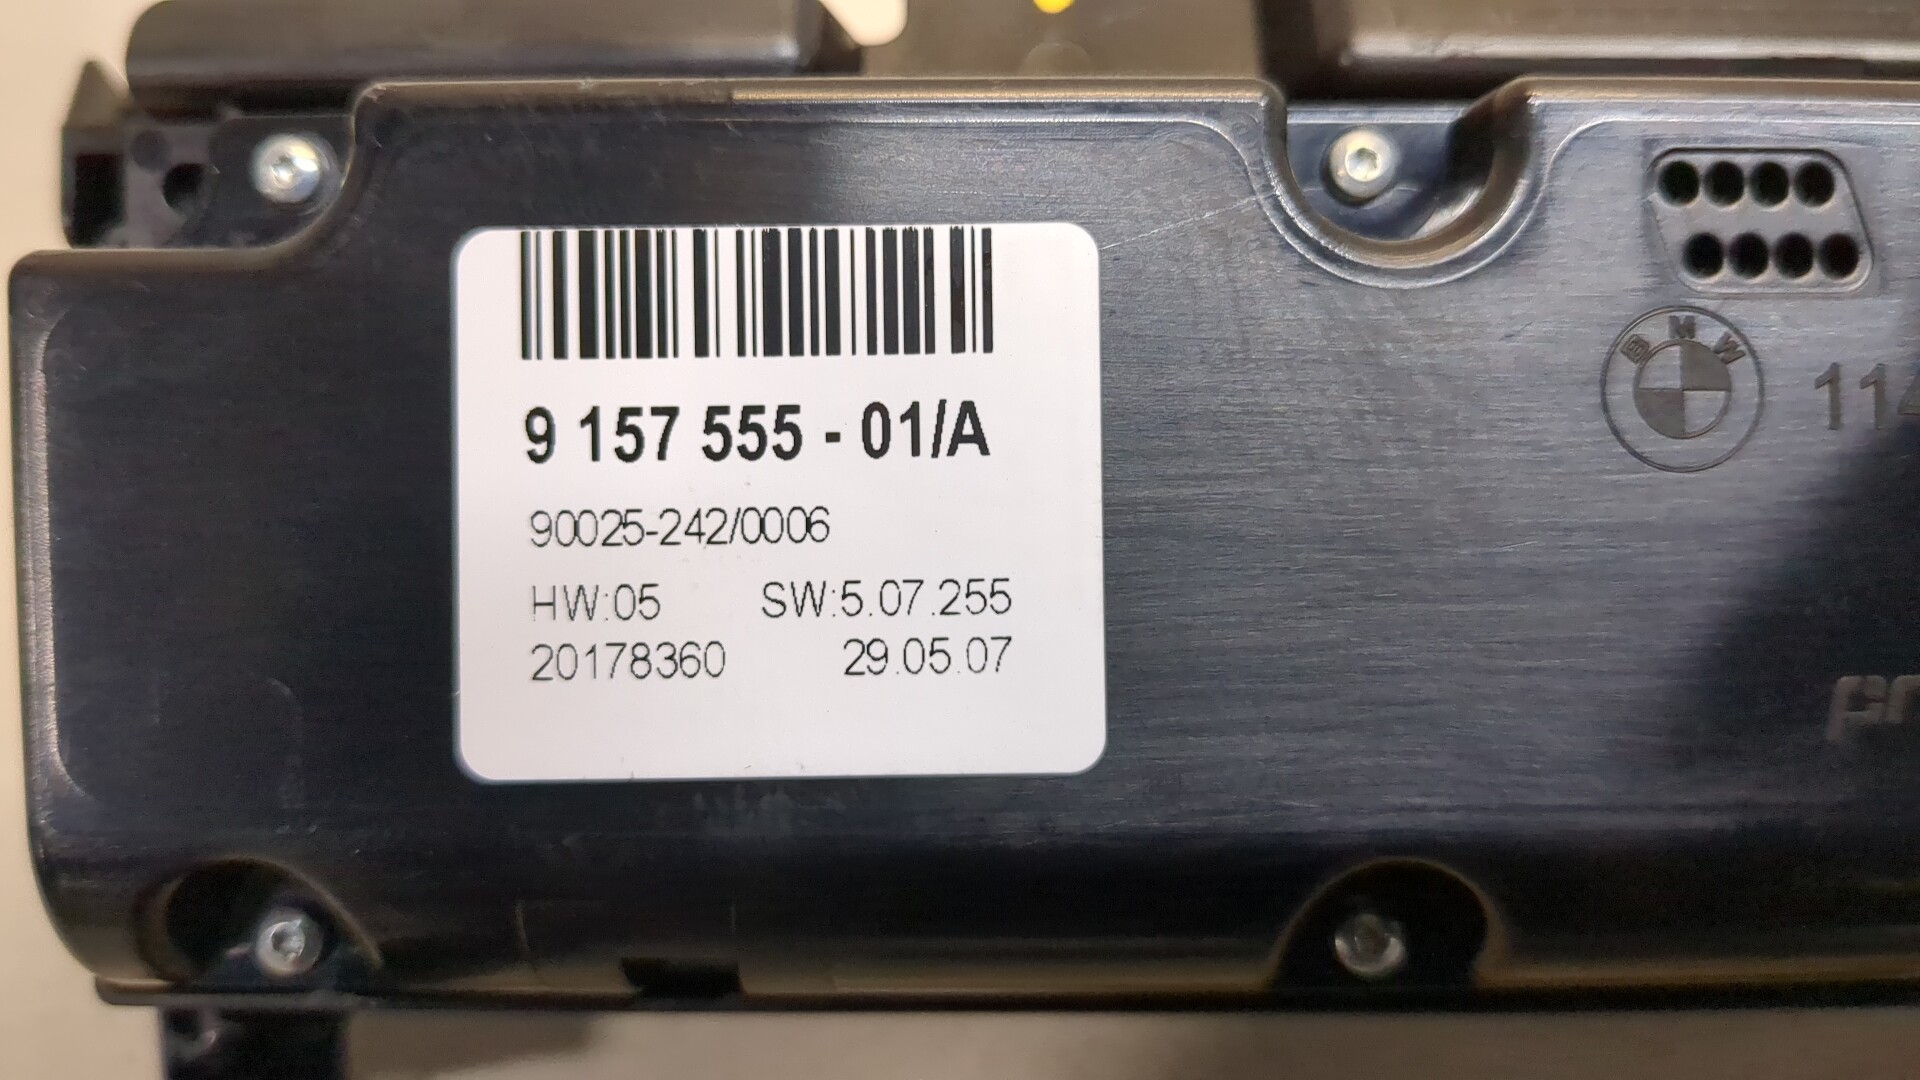 9 157 555 - 01/A
90025-242/0006
HW:05 SW:5.07.255
20178360 29.05.07
BMW